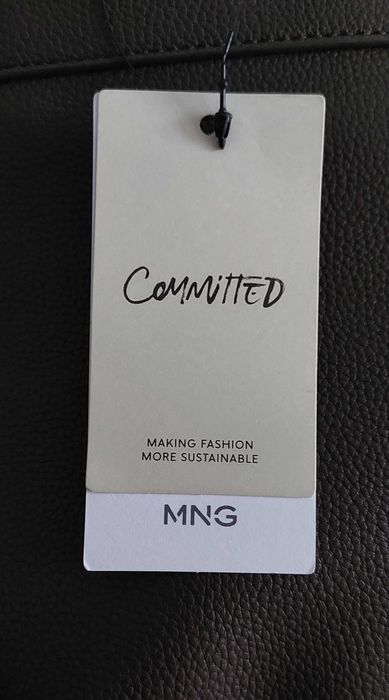 COMMITTED
MAKING FASHION
MORE SUSTAINABLE
MNG